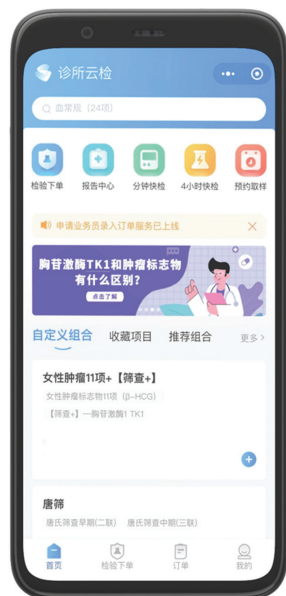 诊所云检
血常规（24项）
检验下单 报告中心 分钟快检 4小时快检 预约取样
申请业务员录入订单服务已上线
胸苷激酶TK1和肿瘤标志物
有什么区别?
点击了解
自定义组合 收藏项目 推荐组合 更多
女性肿瘤11项+【筛查+】
女性肿瘤标志物11项（β-HCG）
【筛查+】—胸苷激酶1 TK1
唐筛
唐氏筛查早期(二联) 唐氏筛查中期(三联)
首页 检验下单 订单 我的